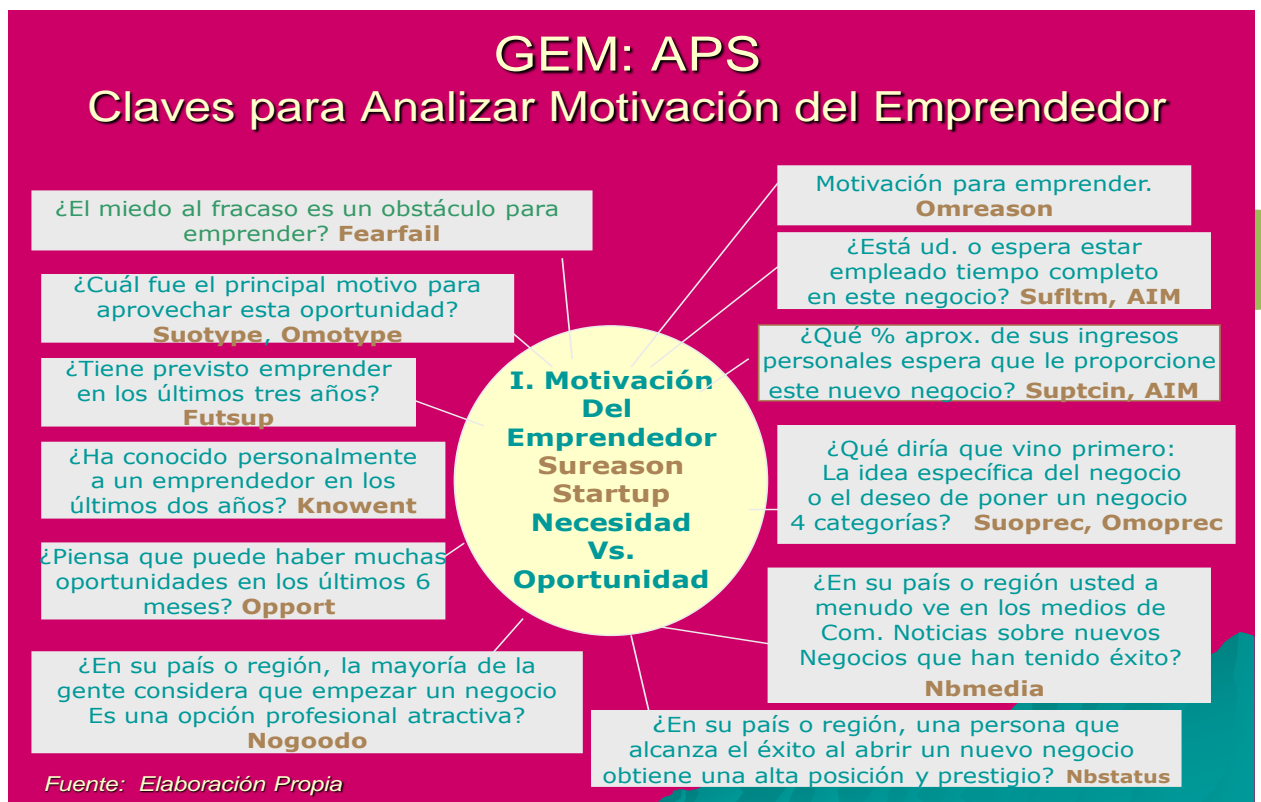 GEM: APS
Claves para Analizar Motivación del Emprendedor
¿El miedo al fracaso es un obstáculo para
emprender? Fearfail
¿Cuál fue el principal motivo para
aprovechar esta oportunidad?
Suotype, Omotype
¿Tiene previsto emprender
en los últimos tres años?
Futsup
¿Ha conocido personalmente
a un emprendedor en los
últimos dos años? Knowent
¿Piensa que puede haber muchas
oportunidades en los últimos 6
meses? Opport
¿En su país o región, la mayoría de la
gente considera que empezar un negocio
Es una opción profesional atractiva?
Nogoodo
I. Motivación
Del
Emprendedor
Sureason
Startup
Necesidad
Vs.
Oportunidad
Motivación para emprender.
Omreason
¿Está ud. o espera estar
empleado tiempo completo
en este negocio? Sufltm, AIM
¿Qué % aprox. de sus ingresos
personales espera que le proporcione
este nuevo negocio? Suptcin, AIM
¿Qué diría que vino primero:
La idea específica del negocio
o el deseo de poner un negocio
4 categorías? Suoprec, Omoprec
¿En su país o región usted a
menudo ve en los medios de
Com. Noticias sobre nuevos
Negocios que han tenido éxito?
Nbmedia
¿En su país o región, una persona que
alcanza el éxito al abrir un nuevo negocio
obtiene una alta posición y prestigio? Nbstatus
Fuente: Elaboración Propia